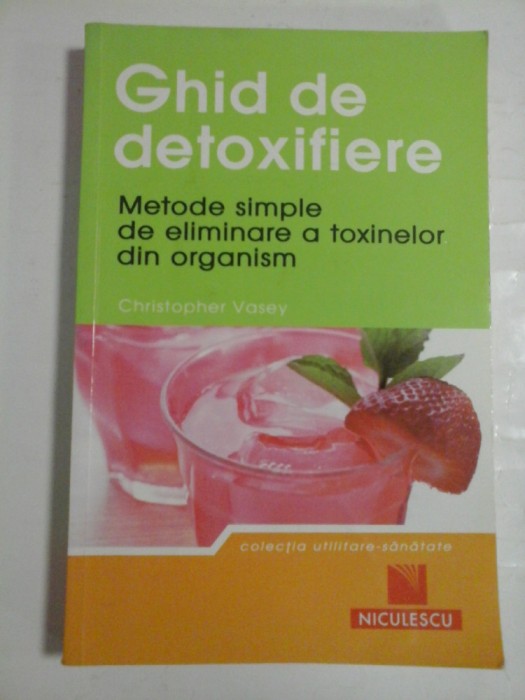 Ghid de
detoxifiere
Metode simple
de eliminare a toxinelor
din organism
Christopher Vasey
colecția utilitare-sănătate
NICULESCU